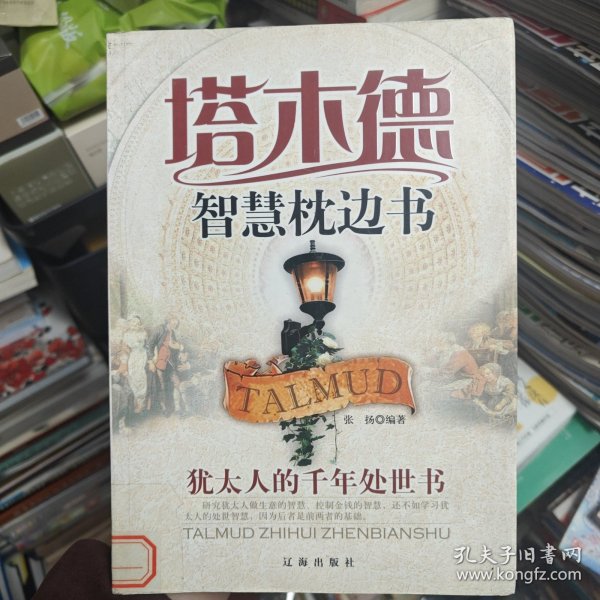 塔木德
智慧枕边书
TALMUD
张 扬◎编著
犹太人的千年处世书
研究犹太人做生意的智慧、控制金钱的智慧,还不如学习犹
太人的处世智慧,因为后者是前两者的基础。
TALMUD ZHIHUI ZHENBIANSHU
辽海出版社
孔夫子旧书网
www.kongfz.com